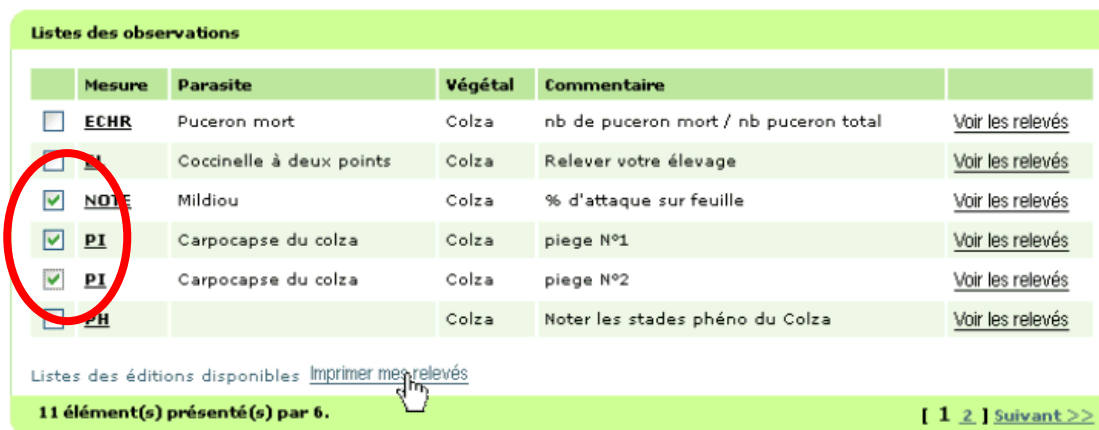 Listes des observations
Mesure Parasite Végétal Commentaire
ECHR Puceron mort Colza nb de puceron mort / nb puceron total Voir les relevés
Coccinelle à deux points Colza Relever votre élevage Voir les relevés
NOTE Mildiou Colza % d'attaque sur feuille Voir les relevés
PI Carpocapse du colza Colza piege Nº1 Voir les relevés
PI Carpocapse du colza Colza piege Nº2 Voir les relevés
PH Colza Noter les stades phéno du Colza Voir les relevés
Listes des éditions disponibles Imprimer mes relevés
11 élément(s) présenté(s) par 6. [ 1 2 ] Suivant >>